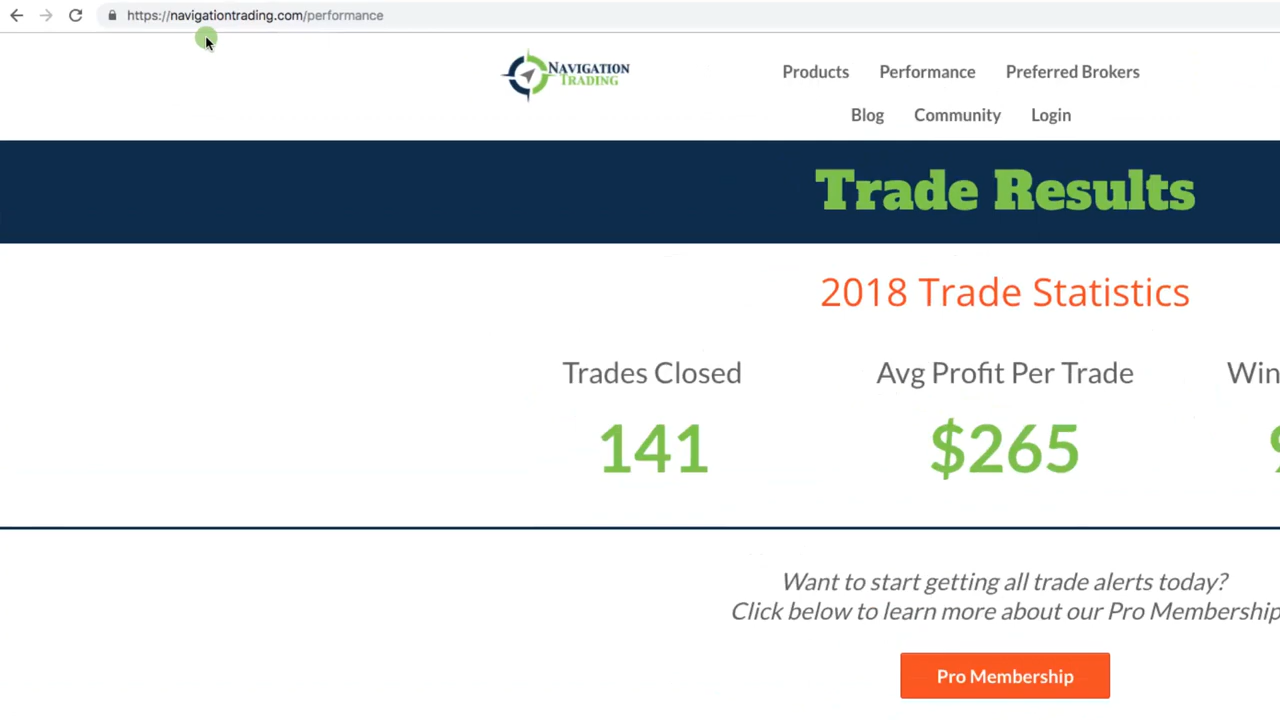 https://navigationtrading.com/performance
NAVIGATION
TRADING
Products Performance Preferred Brokers
Blog Community Login
Trade Results
2018 Trade Statistics
Trades Closed Avg Profit Per Trade Win
141 $265
Want to start getting all trade alerts today?
Click below to learn more about our Pro Membership
Pro Membership